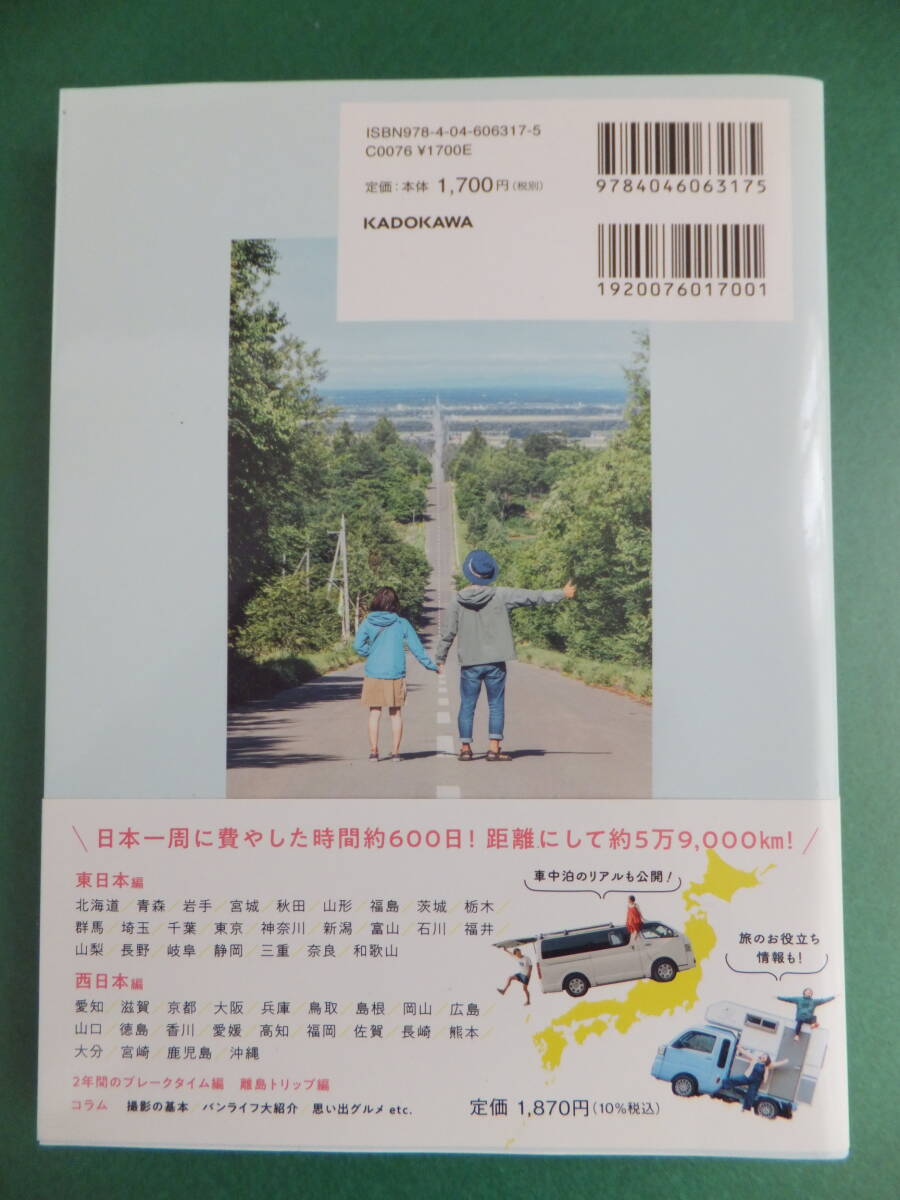 ISBN978-4-04-606317-5
C0076 ¥1700E
定価：本体 1,700円（税別）
KADOKAWA
9784046063175
1920076017001
日本一周に費やした時間約600日！距離にして約5万9,000km！
東日本編
北海道／青森／岩手／宮城／秋田／山形／福島／茨城／栃木／
群馬／埼玉／千葉／東京／神奈川／新潟／富山／石川／福井／
山梨／長野／岐阜／静岡／三重／奈良／和歌山
西日本編
愛知／滋賀／京都／大阪／兵庫／鳥取／島根／岡山／広島／
山口／徳島／香川／愛媛／高知／福岡／佐賀／長崎／熊本／
大分／宮崎／鹿児島／沖縄
2年間のブレークタイム編 離島トリップ編
コラム 撮影の基本 バンライフ大紹介 思い出グルメ etc.
車中泊のリアルも公開！
旅のお役立ち
情報も！
定価 1,870円（10%税込）